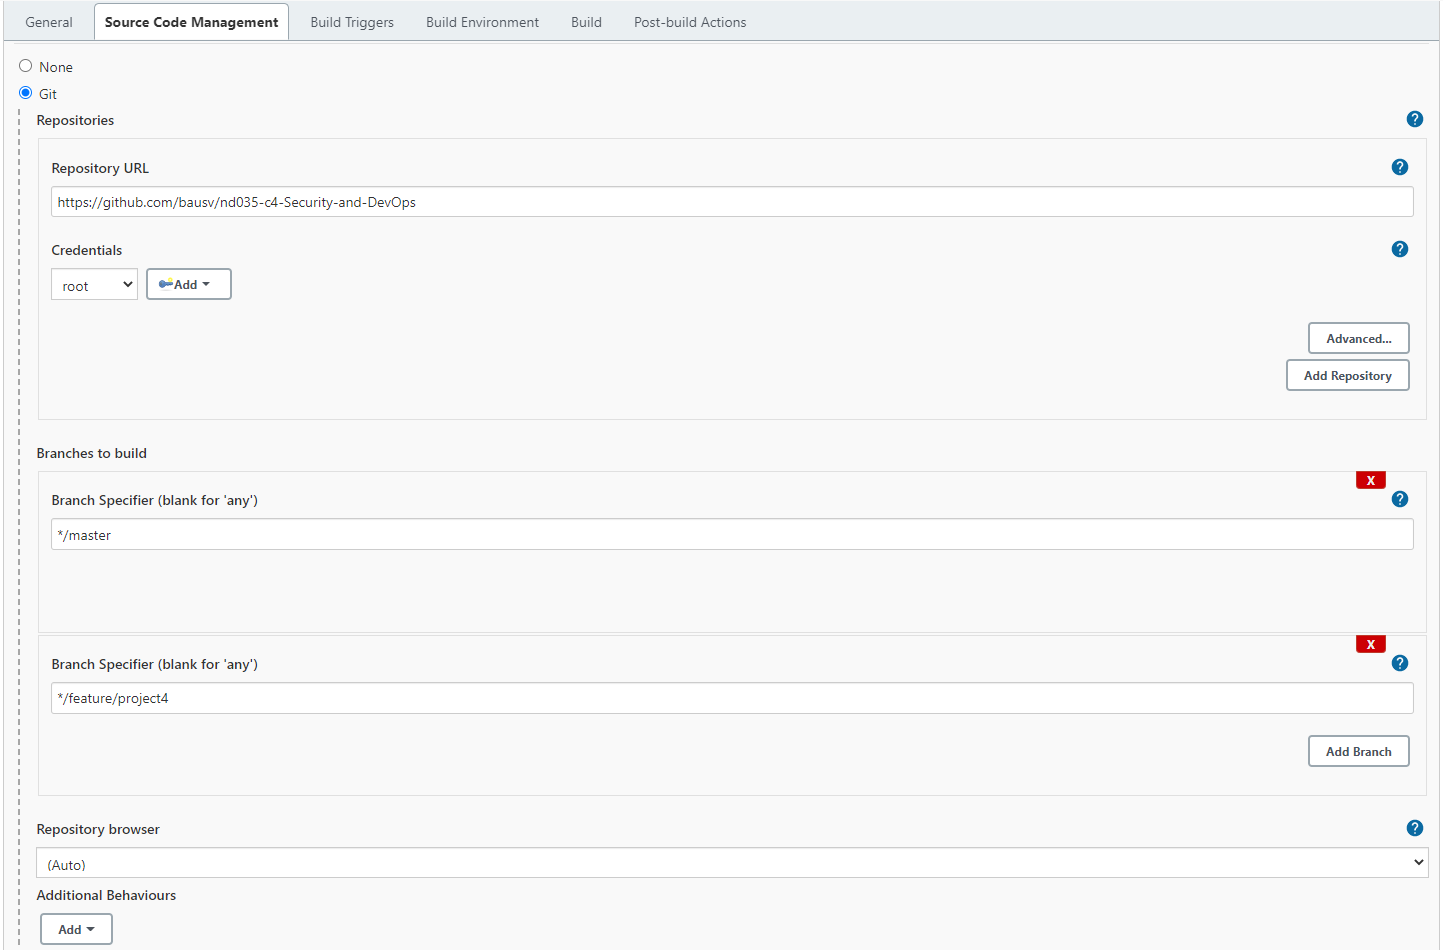 General Source Code Management Build Triggers Build Environment Build Post-build Actions
None
Git
Repositories
?
Repository URL
?
https://github.com/bausv/nd035-c4-Security-and-DevOps
Credentials
?
root Add
Advanced...
Add Repository
Branches to build
X
Branch Specifier (blank for 'any')
?
*/master
X
Branch Specifier (blank for 'any')
?
*/feature/project4
Add Branch
Repository browser
?
(Auto)
Additional Behaviours
Add